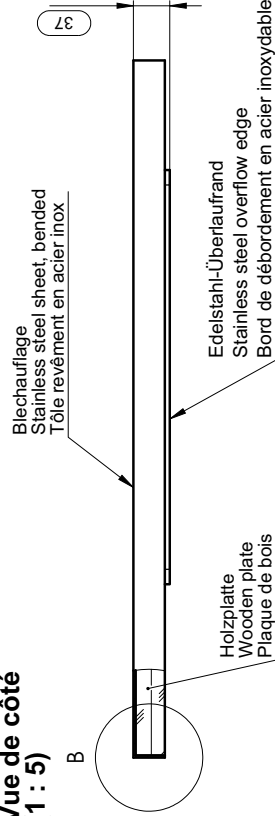 Vue de côté
1 : 5)
B
Blechauflage
Stainless steel sheet, bended
Tôle revêment en acier inox
37
Holzplatte
Wooden plate
Plaque de bois
Edelstahl-Überlaufrand
Stainless steel overflow edge
Bord de débordement en acier inoxydable